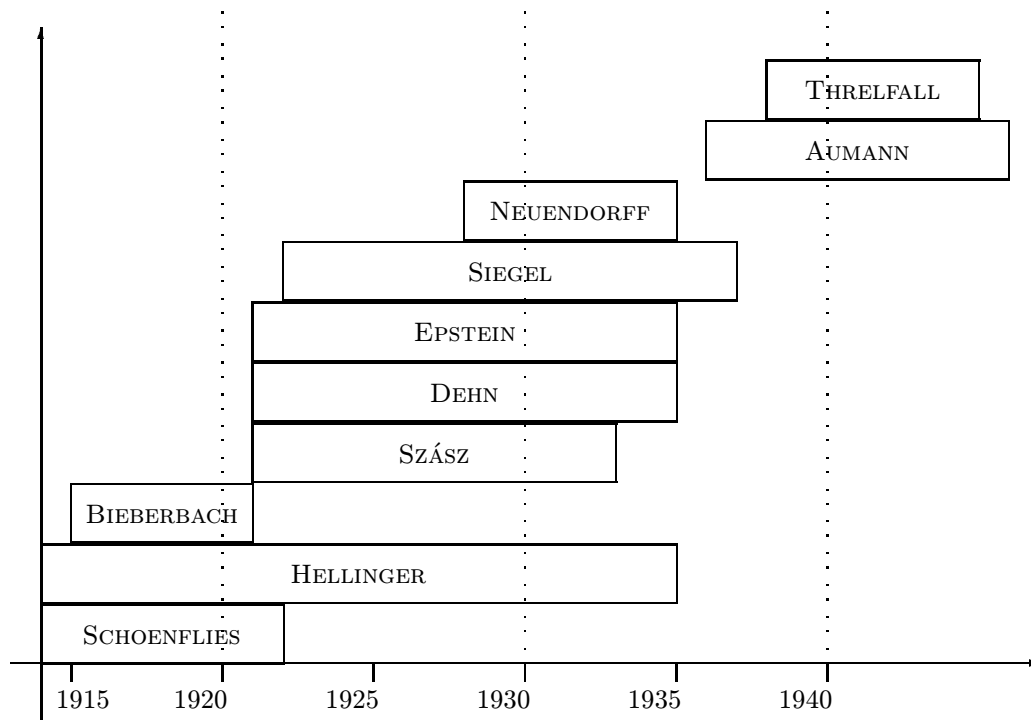 THRELFALL
AUMANN
NEUENDORFF
SIEGEL
EPSTEIN
DEHN
SZÁSZ
BIEBERBACH
HELLINGER
SCHOENFLIES
1915 1920 1925 1930 1935 1940